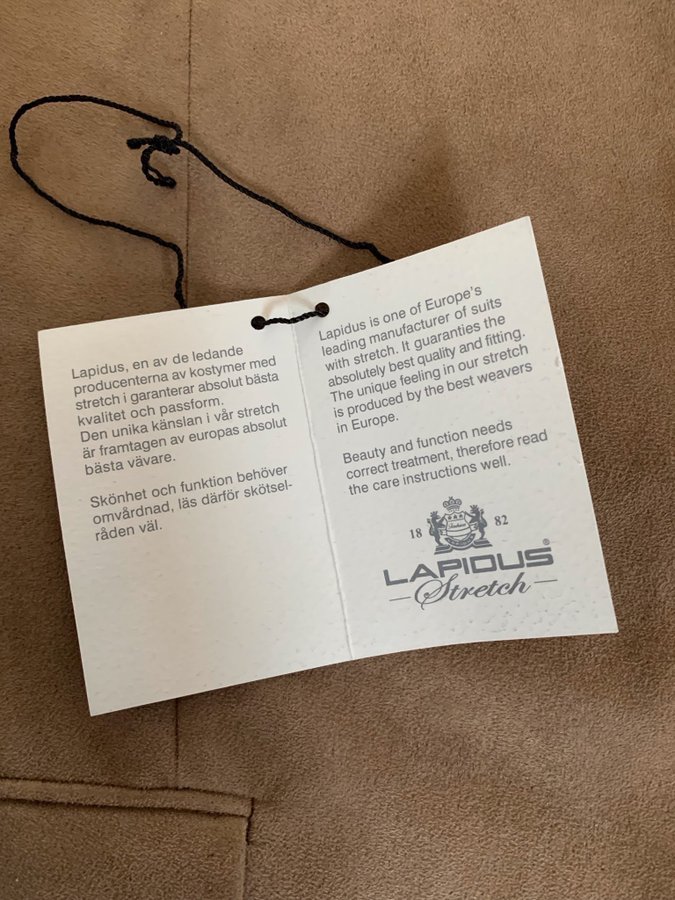 Lapidus, en av de ledande
producenterna av kostymer med
stretch i garanterar absolut bästa
kvalitet och passform.
Den unika känslan i vår stretch
är framtagen av europas absolut
bästa vävare.
Skönhet och funktion behöver
omvårdnad, läs därför skötsel-
råden väl.
Lapidus is one of Europe's
leading manufacturer of suits
with stretch. It guaranties the
absolutely best quality and fitting.
The unique feeling in our stretch
is produced by the best weavers
in Europe.
Beauty and function needs
correct treatment, therefore read
the care instructions well.
18 82
LAPIDUS®
Stretch